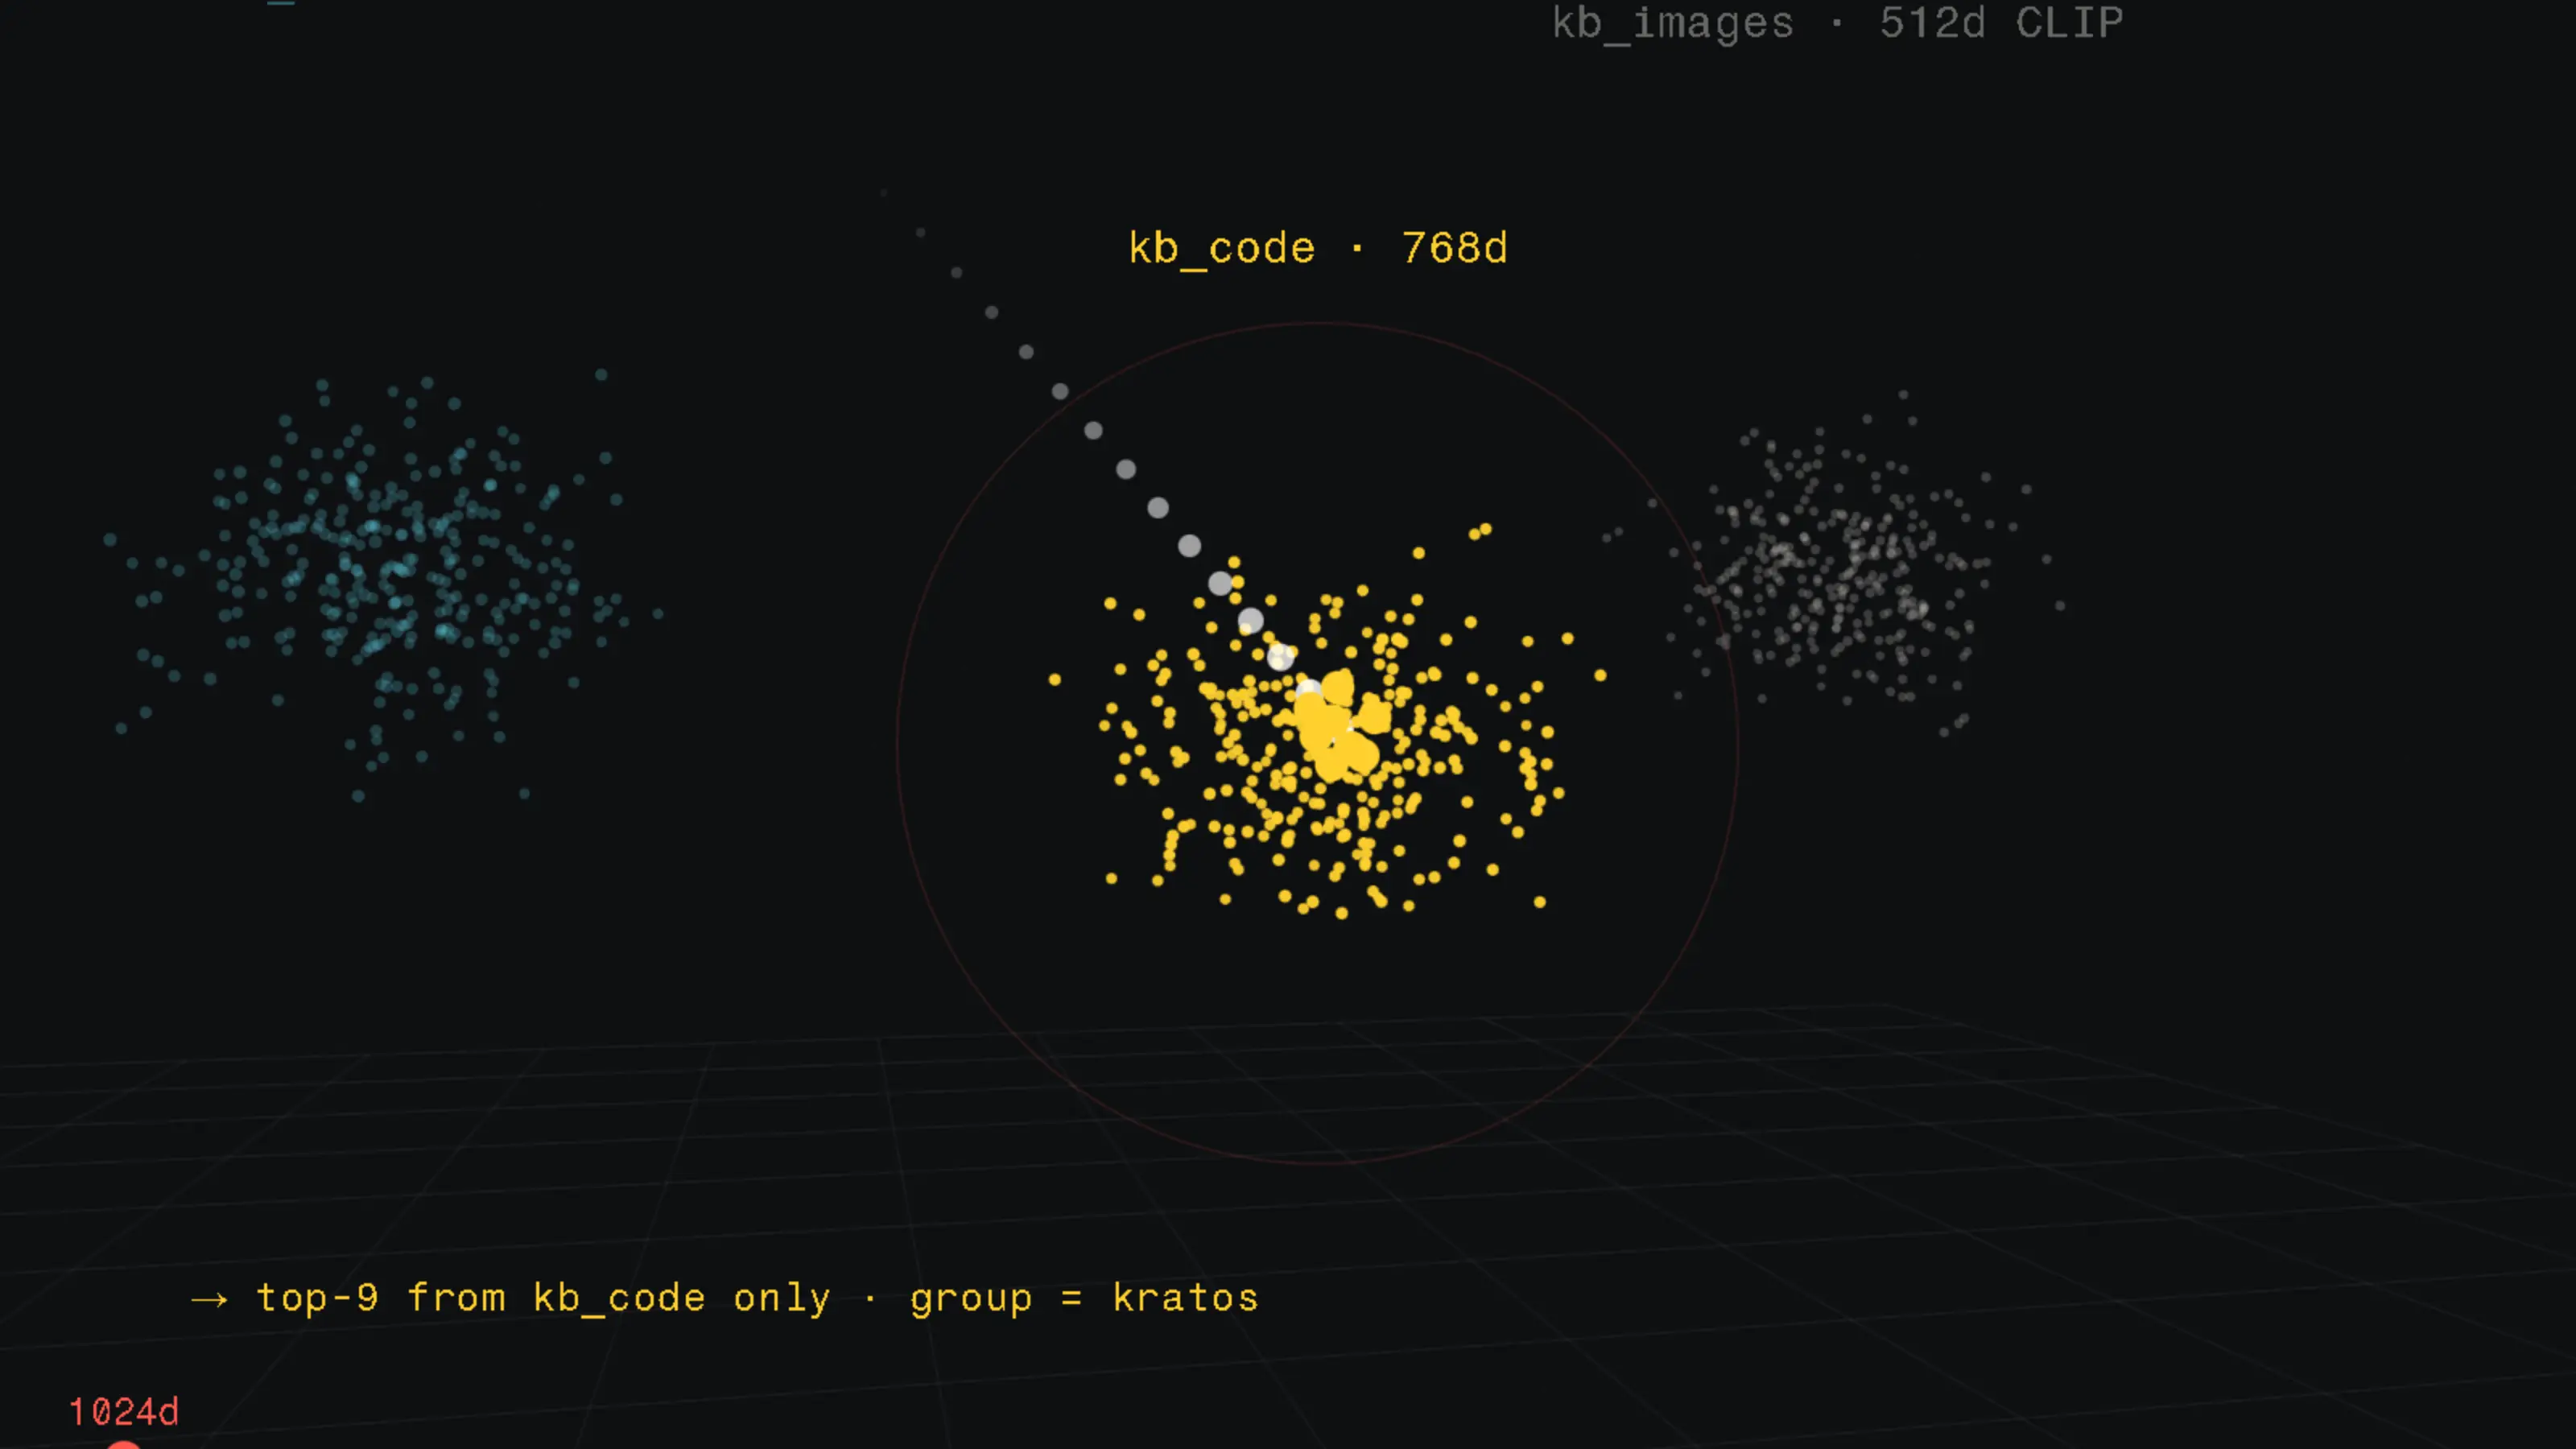 kb_images · 512d CLIP
kb_code · 768d
→ top-9 from kb_code only · group = kratos
1024d